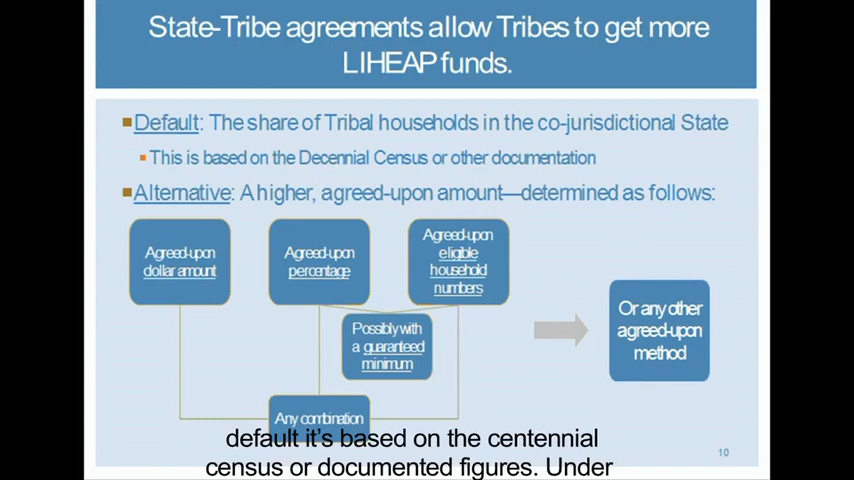 State-Tribe agreements allow Tribes to get more
LIHEAP funds.
Default: The share of Tribal households in the co-jurisdictional State
This is based on the Decennial Census or other documentation
Alternative: A higher, agreed-upon amount—determined as follows:
Agreed-upon
dollar amount
Agreed-upon
percentage
Agreed-upon
eligible
household
numbers
Possibly with
a guaranteed
minimum
Or any other
agreed-upon
method
Any combination
default it's based on the centennial
census or documented figures. Under
10